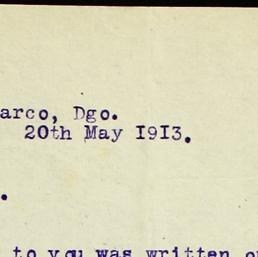 arco, Dgo.
20th May 1913.
.
to you was written